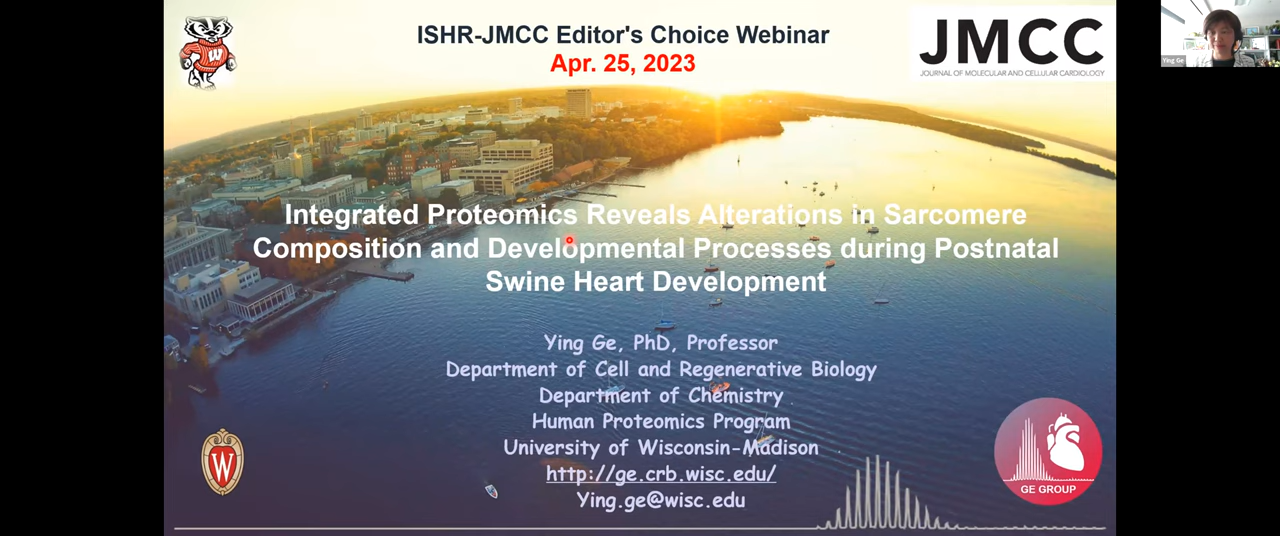 ISHR-JMCC Editor's Choice Webinar
Apr. 25, 2023
JMCC
JOURNAL OF MOLECULAR AND CELLULAR CARDIOLOGY
Ying Ge
W
Integrated Proteomics Reveals Alterations in Sarcomere
Composition and Developmental Processes during Postnatal
Swine Heart Development
Ying Ge, PhD, Professor
Department of Cell and Regenerative Biology
Department of Chemistry
Human Proteomics Program
University of Wisconsin-Madison
http://ge.crb.wisc.edu/
Ying.ge@wisc.edu
W
GE GROUP